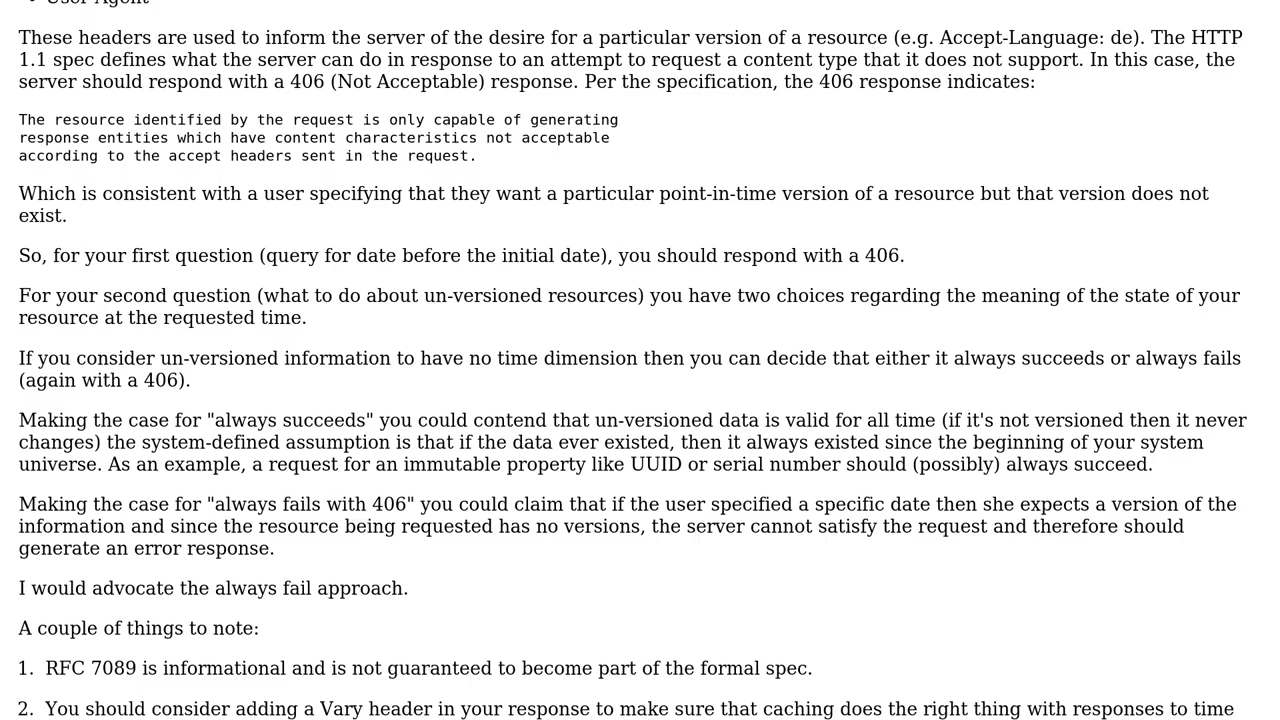 • User-Agent
These headers are used to inform the server of the desire for a particular version of a resource (e.g. Accept-Language: de). The HTTP
1.1 spec defines what the server can do in response to an attempt to request a content type that it does not support. In this case, the
server should respond with a 406 (Not Acceptable) response. Per the specification, the 406 response indicates:
The resource identified by the request is only capable of generating
response entities which have content characteristics not acceptable
according to the accept headers sent in the request.
Which is consistent with a user specifying that they want a particular point-in-time version of a resource but that version does not
exist.
So, for your first question (query for date before the initial date), you should respond with a 406.
For your second question (what to do about un-versioned resources) you have two choices regarding the meaning of the state of your
resource at the requested time.
If you consider un-versioned information to have no time dimension then you can decide that either it always succeeds or always fails
(again with a 406).
Making the case for "always succeeds" you could contend that un-versioned data is valid for all time (if it's not versioned then it never
changes) the system-defined assumption is that if the data ever existed, then it always existed since the beginning of your system
universe. As an example, a request for an immutable property like UUID or serial number should (possibly) always succeed.
Making the case for "always fails with 406" you could claim that if the user specified a specific date then she expects a version of the
information and since the resource being requested has no versions, the server cannot satisfy the request and therefore should
generate an error response.
I would advocate the always fail approach.
A couple of things to note:
1. RFC 7089 is informational and is not guaranteed to become part of the formal spec.
2. You should consider adding a Vary header in your response to make sure that caching does the right thing with responses to time